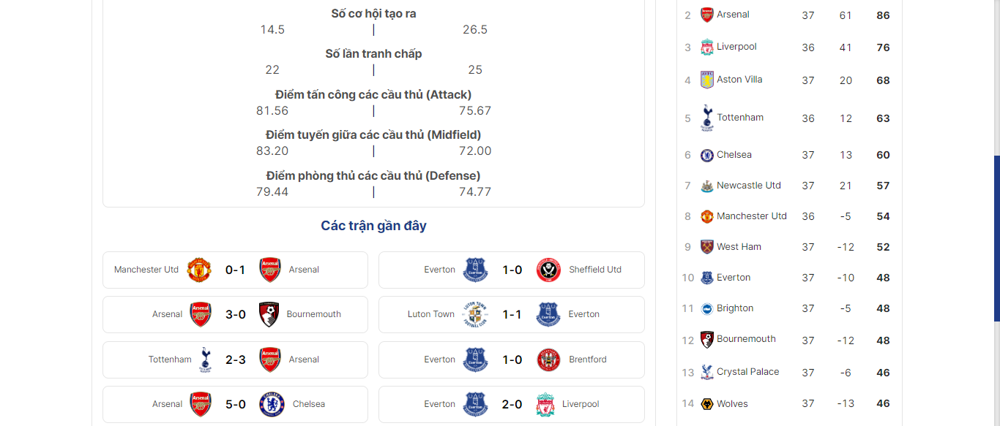 Số cơ hội tạo ra
14.5 | 26.5
Số lần tranh chấp
22 | 25
Điểm tấn công các cầu thủ (Attack)
81.56 | 75.67
Điểm tuyến giữa các cầu thủ (Midfield)
83.20 | 72.00
Điểm phòng thủ các cầu thủ (Defense)
79.44 | 74.77
Các trận gần đây
Manchester Utd 0-1 Arsenal
Arsenal 3-0 Bournemouth
Tottenham 2-3 Arsenal
Arsenal 5-0 Chelsea
Everton 1-0 Sheffield Utd
Luton Town 1-1 Everton
Everton 1-0 Brentford
Everton 2-0 Liverpool
2 Arsenal 37 61 86
3 Liverpool 36 41 76
4 Aston Villa 37 20 68
5 Tottenham 36 12 63
6 Chelsea 37 13 60
7 Newcastle Utd 37 21 57
8 Manchester Utd 36 -5 54
9 West Ham 37 -12 52
10 Everton 37 -10 48
11 Brighton 37 -5 48
12 Bournemouth 37 -12 48
13 Crystal Palace 37 -6 46
14 Wolves 37 -13 46